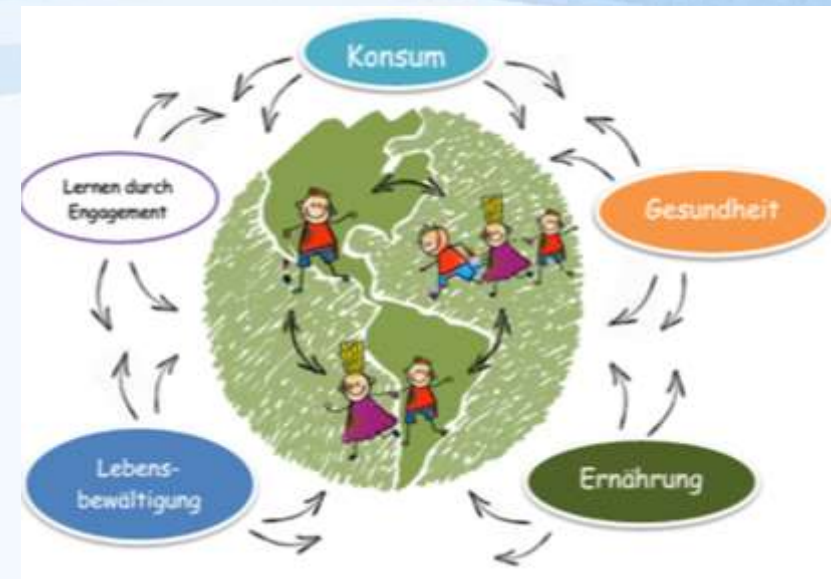 Konsum
Lernen durch
Engagement
Gesundheit
Lebens-
bewältigung
Ernährung